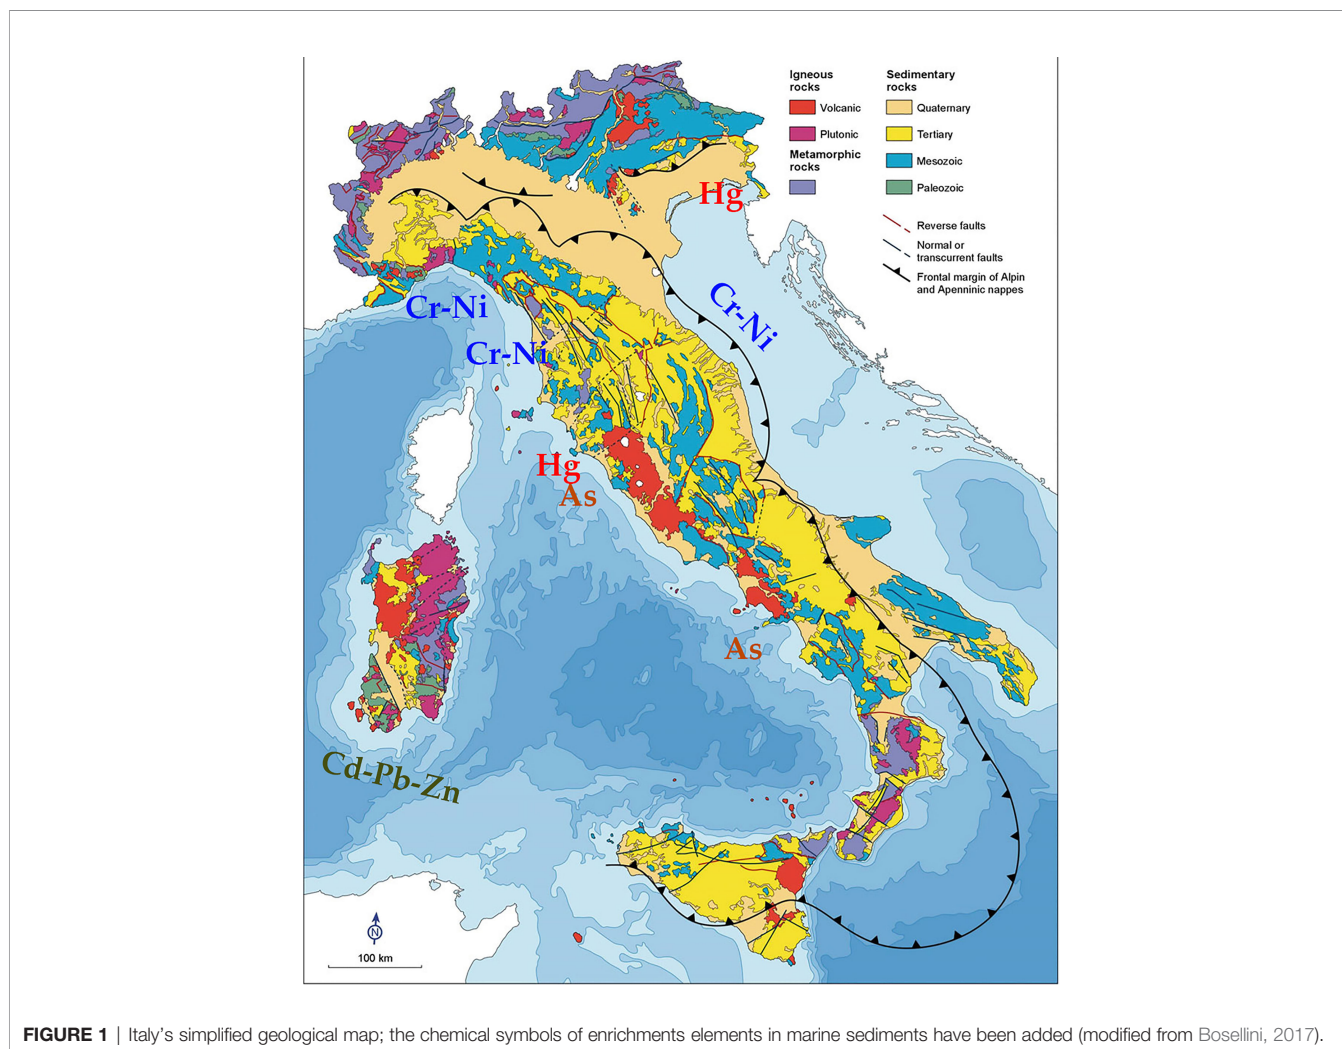 Igneous
rocks
Volcanic
Plutonic
Metamorphic
rocks
Sedimentary
rocks
Quaternary
Tertiary
Mesozoic
Paleozoic
Reverse faults
Normal or
transcurrent faults
Frontal margin of Alpin
and Apenninic nappes
Hg
Cr-Ni
Cr-Ni
Cr-Ni
Hg
As
As
Cd-Pb-Zn
N
100 km
FIGURE 1 | Italy’s simplified geological map; the chemical symbols of enrichments elements in marine sediments have been added (modified from Bosellini, 2017).